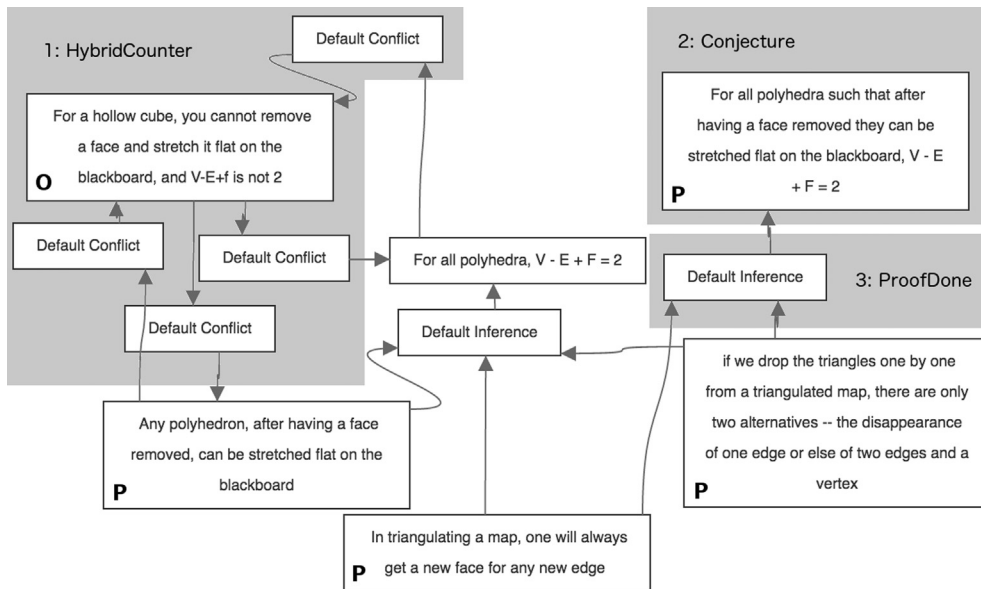 Default Conflict
1: HybridCounter
2: Conjecture
For a hollow cube, you cannot remove
a face and stretch it flat on the
blackboard, and V-E+f is not 2
O
For all polyhedra such that after
having a face removed they can be
stretched flat on the blackboard, V - E
+ F = 2
P
Default Conflict
Default Conflict
For all polyhedra, V - E + F = 2
Default Inference
3: ProofDone
Default Conflict
Default Inference
if we drop the triangles one by one
from a triangulated map, there are only
two alternatives -- the disappearance
of one edge or else of two edges and a
vertex
P
Any polyhedron, after having a face
removed, can be stretched flat on the
blackboard
P
In triangulating a map, one will always
get a new face for any new edge
P